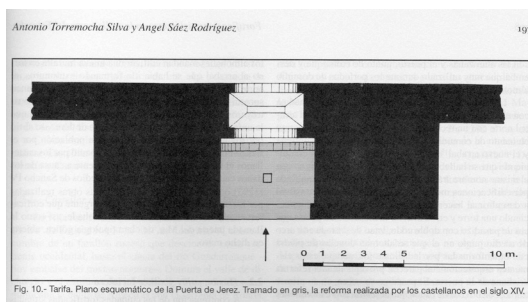 Antonio Torremocha Silva y Angel Sáez Rodríguez 19
0 1 2 3 4 5 10 m.
Fig. 10.- Tarifa. Plano esquemático de la Puerta de Jerez. Tramado en gris, la reforma realizada por los castellanos en el siglo XIV.